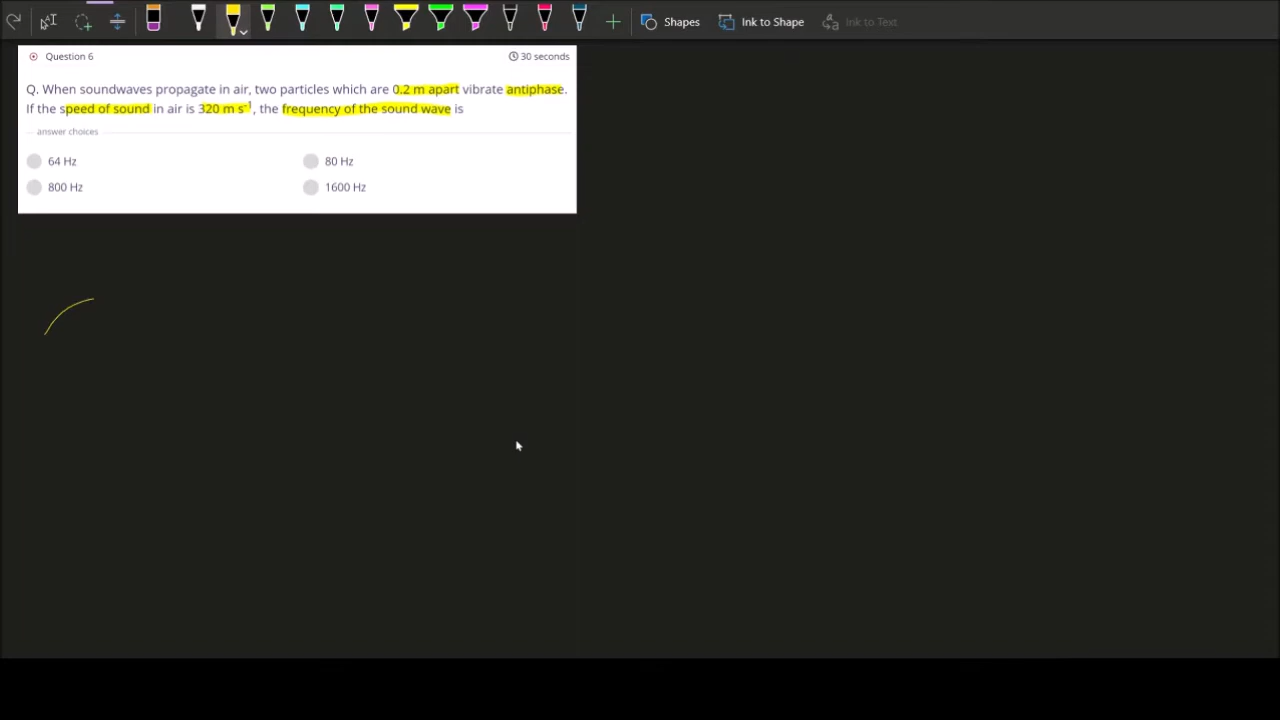 Shapes Ink to Shape Ink to Text
Question 6 30 seconds
Q. When soundwaves propagate in air, two particles which are 0.2 m apart vibrate antiphase.
If the speed of sound in air is 320 m s⁻¹, the frequency of the sound wave is
answer choices
64 Hz 80 Hz
800 Hz 1600 Hz